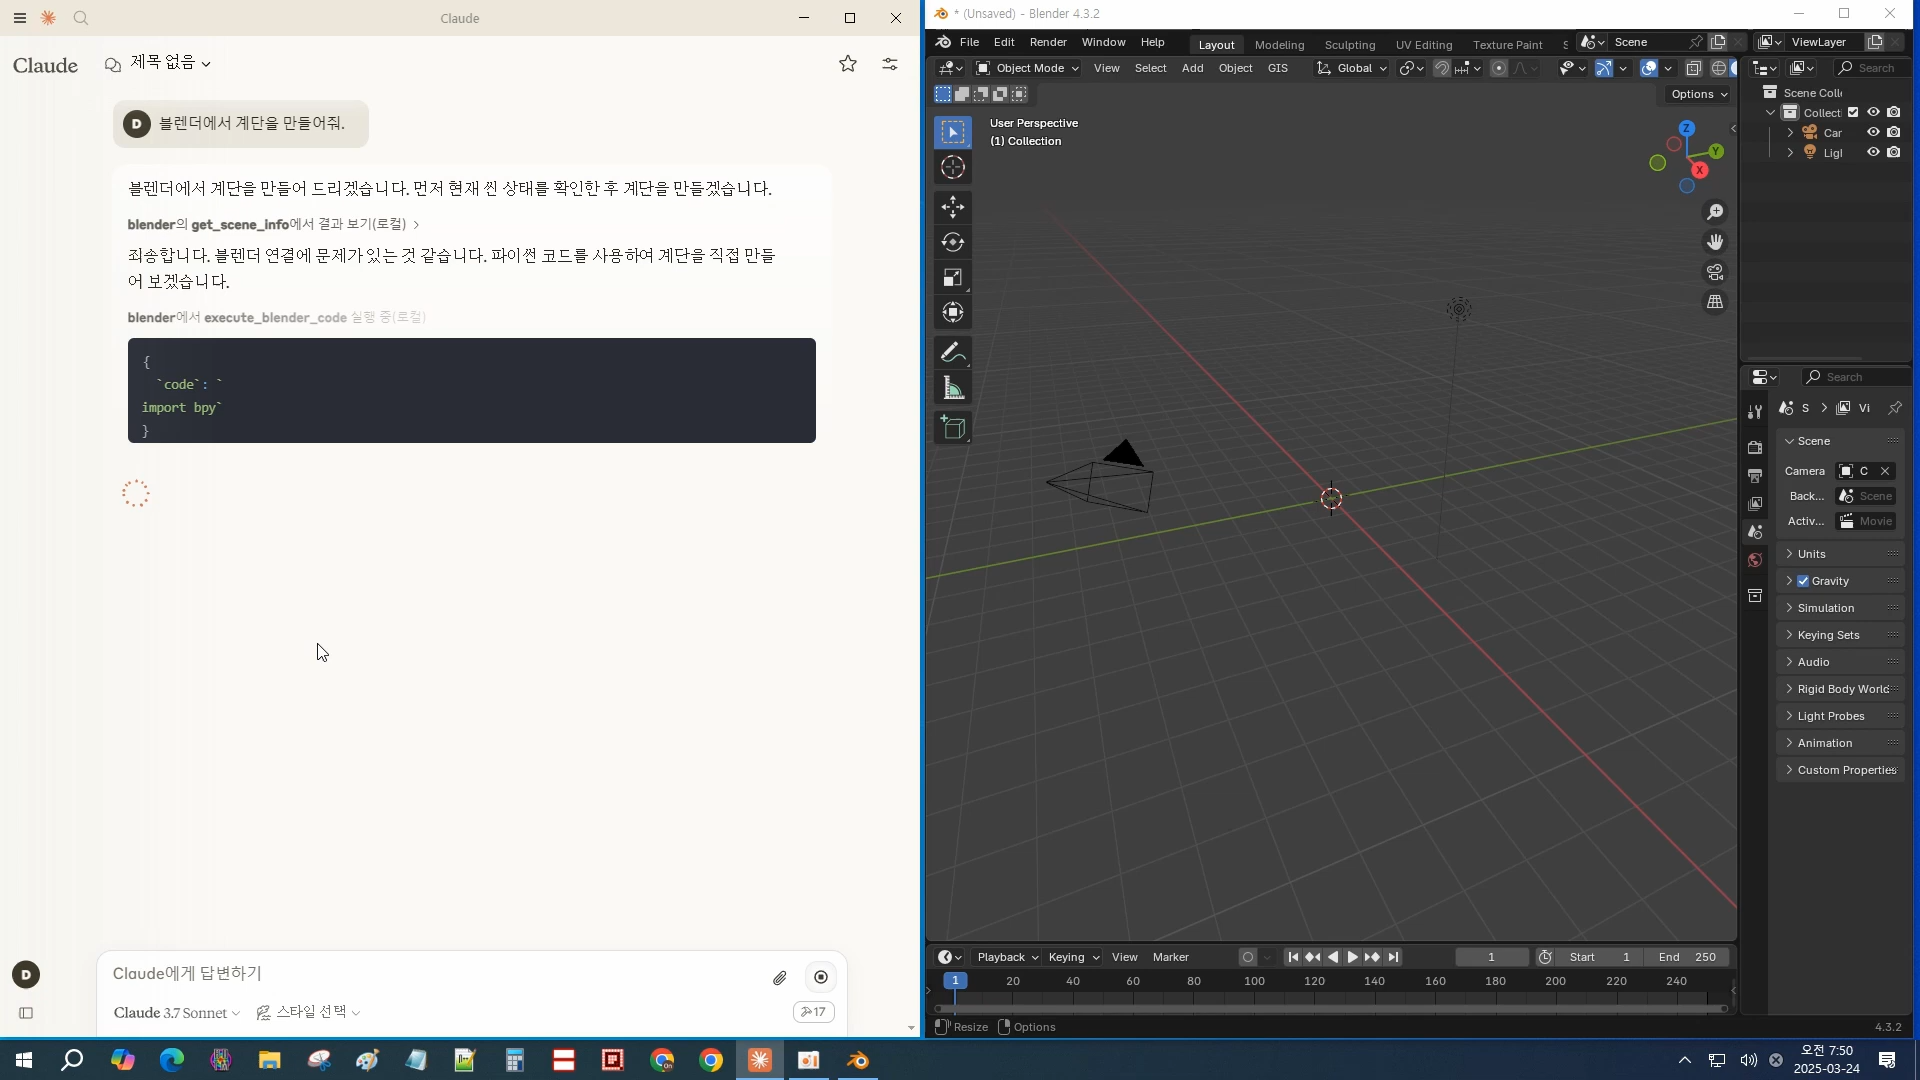 Claude
Claude
제목 없음
D 블렌더에서 계단을 만들어줘.
블렌더에서 계단을 만들어 드리겠습니다. 먼저 현재 씬 상태를 확인한 후 계단을 만들겠습니다.
blender의 get_scene_info에서 결과 보기(로컬)
죄송합니다. 블렌더 연결에 문제가 있는 것 같습니다. 파이썬 코드를 사용하여 계단을 직접 만들
어 보겠습니다.
blender에서 execute_blender_code 실행 중(로컬)
{
`code`: `
import bpy`
}
D
Claude에게 답변하기
Claude 3.7 Sonnet 스타일 선택
17
* (Unsaved) - Blender 4.3.2
File Edit Render Window Help Layout Modeling Sculpting UV Editing Texture Paint S Scene ViewLayer
Object Mode View Select Add Object GIS Global Search
Options
User Perspective
(1) Collection
Z
Y
X
Scene Colle
Collect
Car
Ligl
Search
S Vi
Scene
Camera C
Back... Scene
Activ... Movie
Units
Gravity
Simulation
Keying Sets
Audio
Rigid Body World
Light Probes
Animation
Custom Properties
Playback Keying View Marker 1 Start 1 End 250
1 20 40 60 80 100 120 140 160 180 200 220 240
Resize Options 4.3.2
오전 7:50
2025-03-24